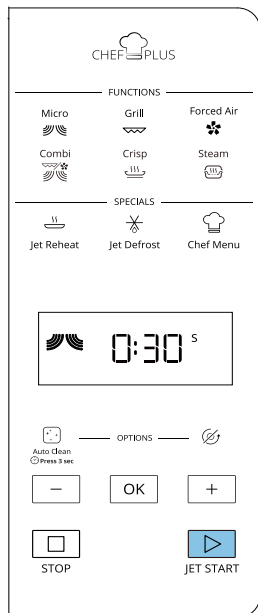 CHEF PLUS
FUNCTIONS
Micro Grill Forced Air
Combi Crisp Steam
SPECIALS
Jet Reheat Jet Defrost Chef Menu
0:30 S
OPTIONS
Auto Clean
Press 3 sec
− OK +
STOP JET START